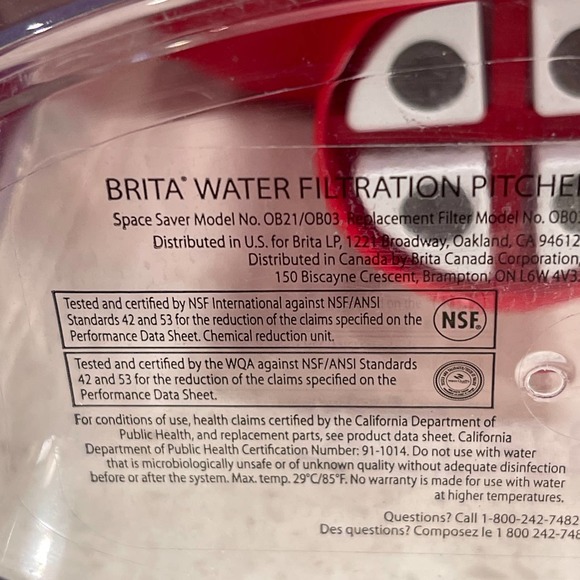 BRITA® WATER FILTRATION PITCHE
Space Saver Model No. OB21/OB03 Replacement Filter Model No. OB0
Distributed in U.S. for Brita LP, 1221 Broadway, Oakland, CA 94612
Distributed in Canada by Brita Canada Corporation,
150 Biscayne Crescent, Brampton, ON L6W 4V3.
Tested and certified by NSF International against NSF/ANSI
Standards 42 and 53 for the reduction of the claims specified on the
Performance Data Sheet. Chemical reduction unit.
NSF®
Tested and certified by the WQA against NSF/ANSI Standards
42 and 53 for the reduction of the claims specified on the
Performance Data Sheet.
For conditions of use, health claims certified by the California Department of
Public Health, and replacement parts, see product data sheet. California
Department of Public Health Certification Number: 91-1014. Do not use with water
that is microbiologically unsafe or of unknown quality without adequate disinfection
before or after the system. Max. temp. 29°C/85°F. No warranty is made for use with water
at higher temperatures.
Questions? Call 1-800-242-7482
Des questions? Composez le 1 800 242-748